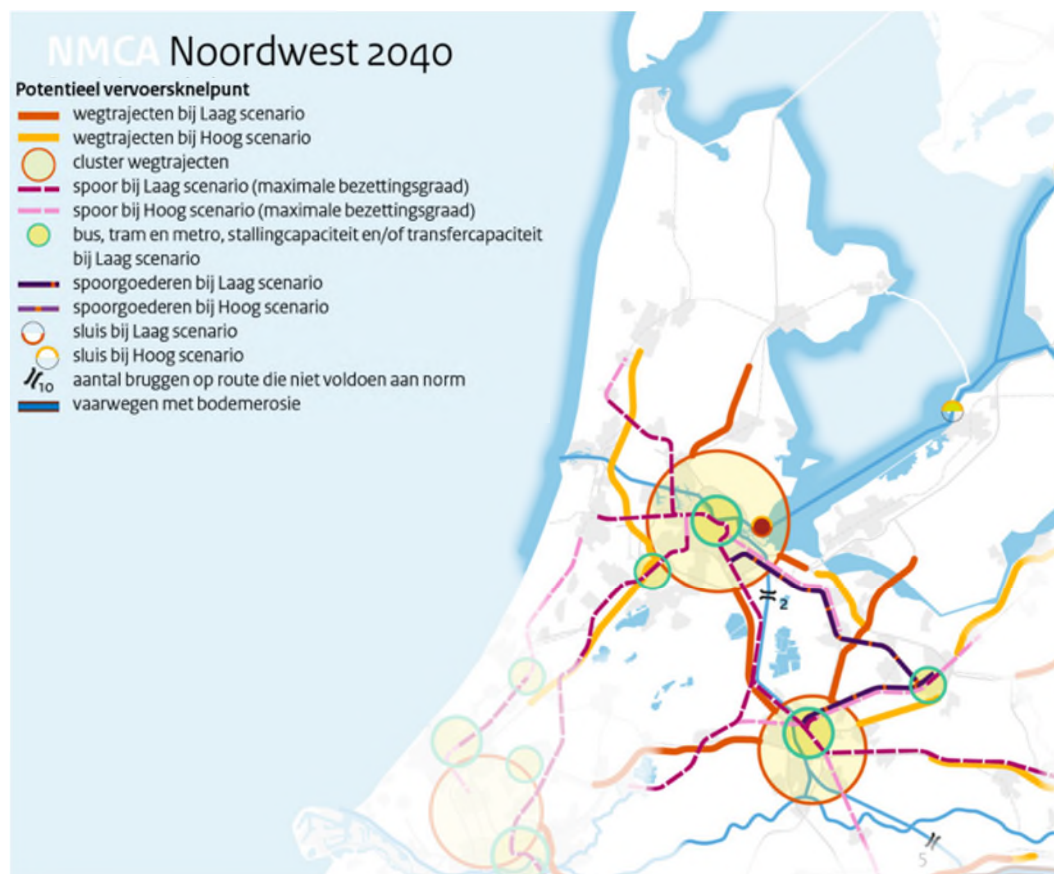 NMCA Noordwest 2040
Potentieel vervoersknelpunt
wegtrajecten bij Laag scenario
wegtrajecten bij Hoog scenario
cluster wegtrajecten
spoor bij Laag scenario (maximale bezettingsgraad)
spoor bij Hoog scenario (maximale bezettingsgraad)
bus, tram en metro, stallingcapaciteit en/of transfercapaciteit
bij Laag scenario
spoorgoederen bij Laag scenario
spoorgoederen bij Hoog scenario
sluis bij Laag scenario
sluis bij Hoog scenario
10 aantal bruggen op route die niet voldoen aan norm
vaarwegen met bodemerosie
2
5